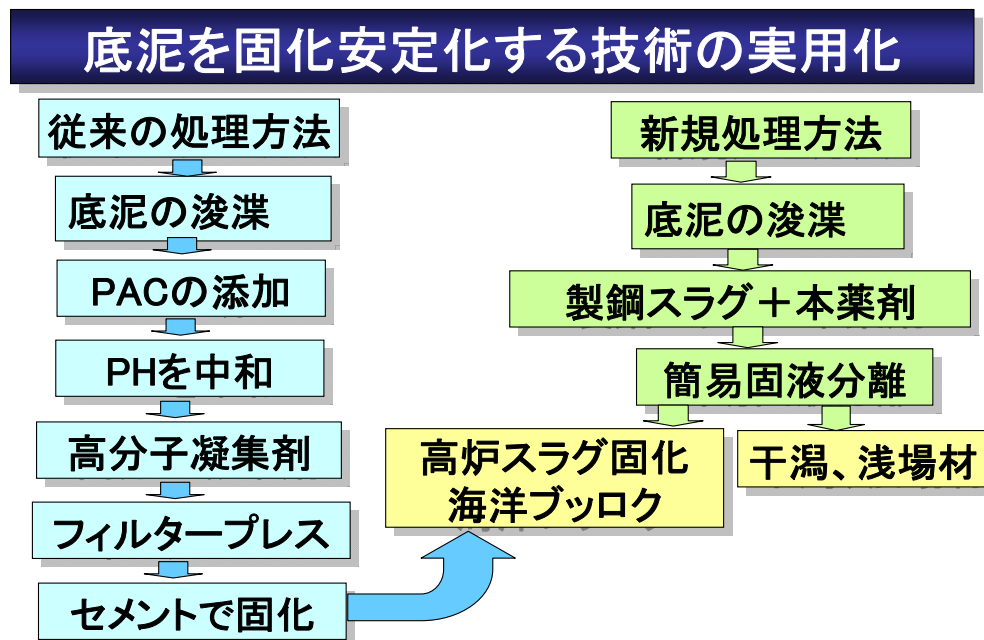 底泥を固化安定化する技術の実用化
従来の処理方法
底泥の浚渫
PACの添加
PHを中和
高分子凝集剤
フィルタープレス
セメントで固化
新規処理方法
底泥の浚渫
製鋼スラグ＋本薬剤
簡易固液分離
高炉スラグ固化
海洋ブッロク
干潟、浅場材